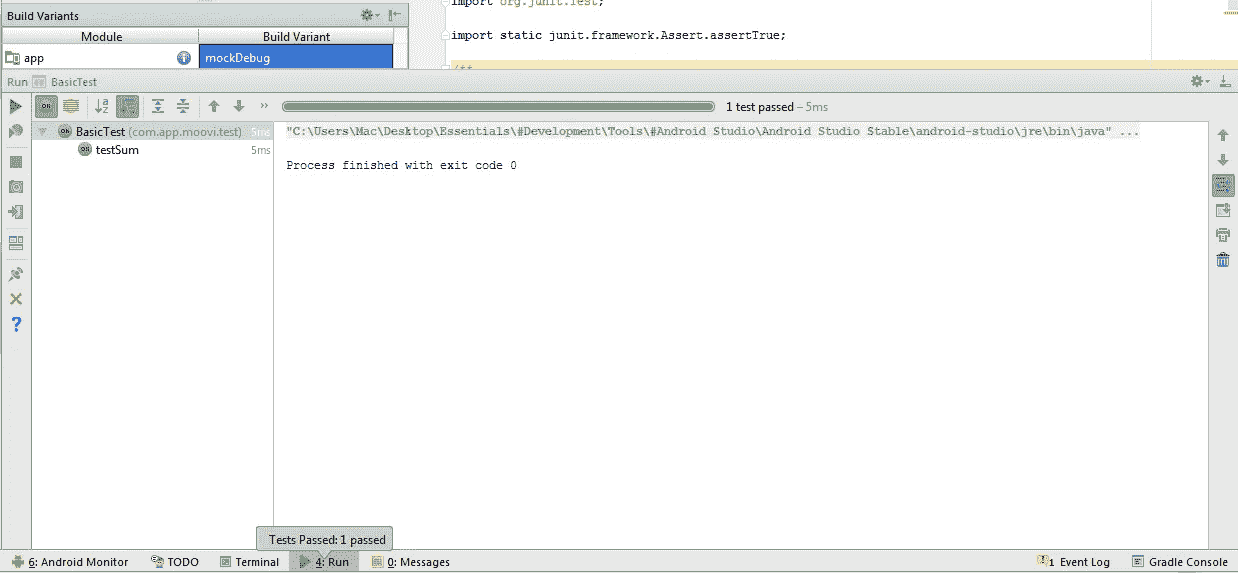 Build Variants
Module Build Variant
app mockDebug
import org.junit.Test;
import static junit.framework.Assert.assertTrue;
/**
Run BasicTest
1 test passed – 5ms
BasicTest (com.app.moovi.test) 5ms
testSum 5ms
"C:\Users\Mac\Desktop\Essentials\#Development\Tools\#Android Studio\Android Studio Stable\android-studio\jre\bin\java" ...
Process finished with exit code 0
Tests Passed: 1 passed
6: Android Monitor TODO Terminal 4: Run 0: Messages 1 Event Log Gradle Console